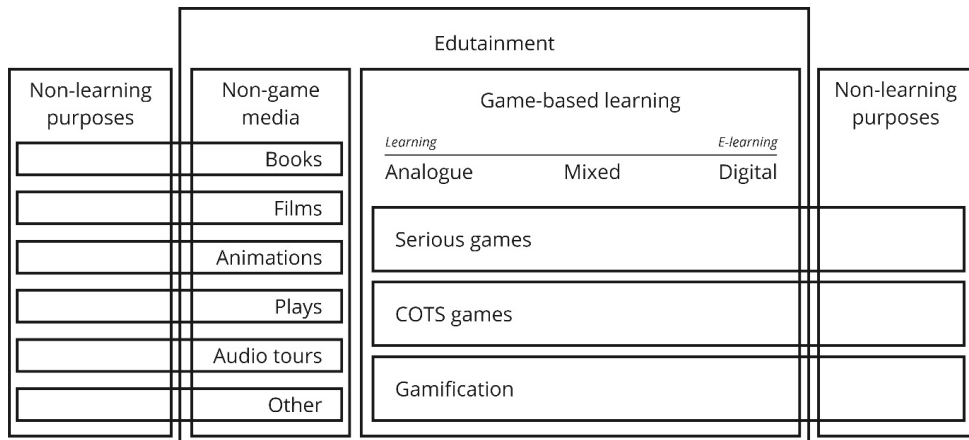 Edutainment
Non-learning
purposes
Non-game
media
Books
Films
Animations
Plays
Audio tours
Other
Game-based learning
Learning
E-learning
Analogue
Mixed
Digital
Serious games
COTS games
Gamification
Non-learning
purposes